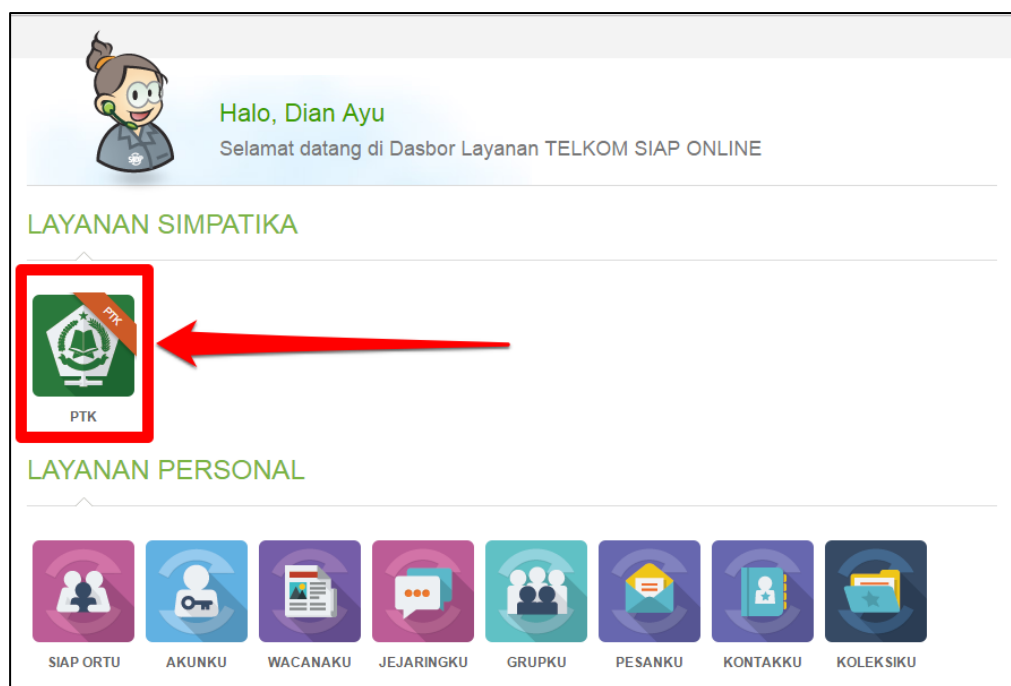 Halo, Dian Ayu
Selamat datang di Dasbor Layanan TELKOM SIAP ONLINE
LAYANAN SIMPATIKA
PTK
PTK
LAYANAN PERSONAL
SIAP ORTU AKUNKU WACANAKU JEJARINGKU GRUPKU PESANKU KONTAKKU KOLEKSIKU